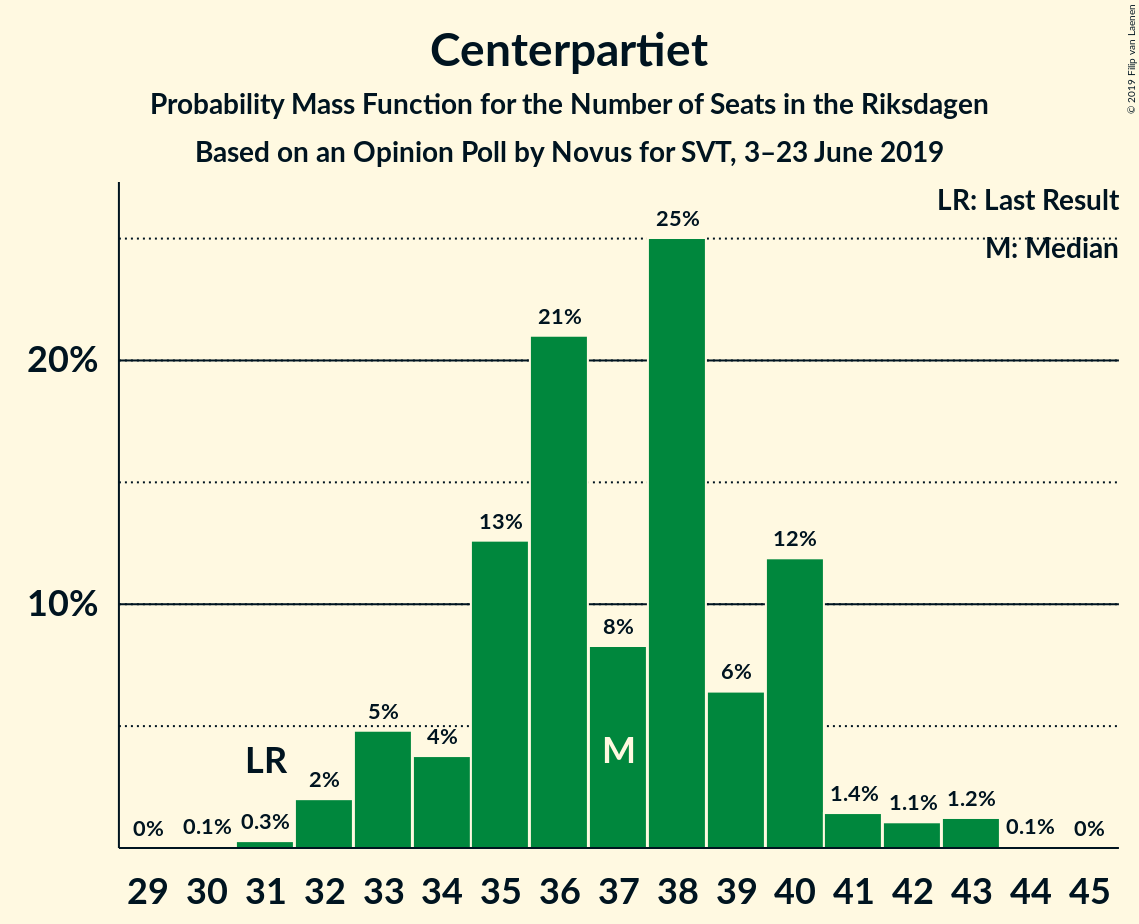 Centerpartiet
Probability Mass Function for the Number of Seats in the Riksdagen
Based on an Opinion Poll by Novus for SVT, 3–23 June 2019
© 2019 Filip van Laenen
LR: Last Result
M: Median
20%
10%
0%
0.1%
0.3%
2%
5%
4%
13%
21%
8%
25%
6%
12%
1.4%
1.1%
1.2%
0.1%
0%
LR
M
29 30 31 32 33 34 35 36 37 38 39 40 41 42 43 44 45